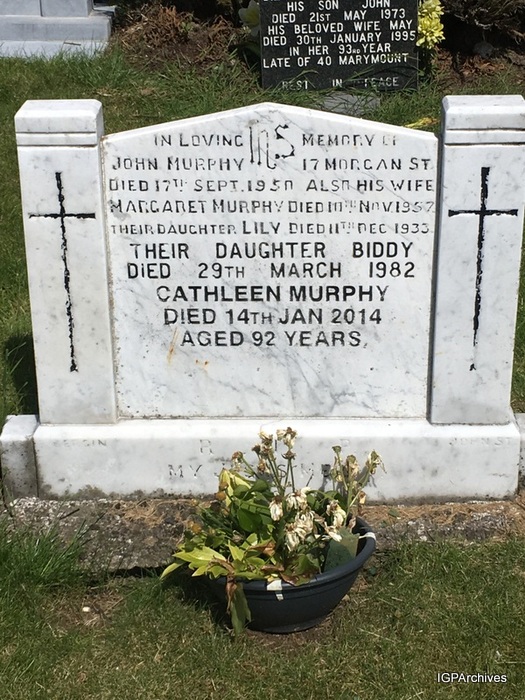 HIS SON JOHN
DIED 21ST MAY 1973
HIS BELOVED WIFE MAY
DIED 30TH JANUARY 1995
IN HER 93RD YEAR
LATE OF 40 MARYMOUNT
REST IN PEACE
IN LOVING IHS MEMORY OF
JOHN MURPHY 17 MORGAN ST.
DIED 17TH SEPT. 1950 ALSO HIS WIFE
MARGARET MURPHY DIED 10TH NOV 1957
THEIR DAUGHTER LILY DIED 11TH DEC 1933
THEIR DAUGHTER BIDDY
DIED 29TH MARCH 1982
CATHLEEN MURPHY
DIED 14TH JAN 2014
AGED 92 YEARS.
MY
IGPArchives